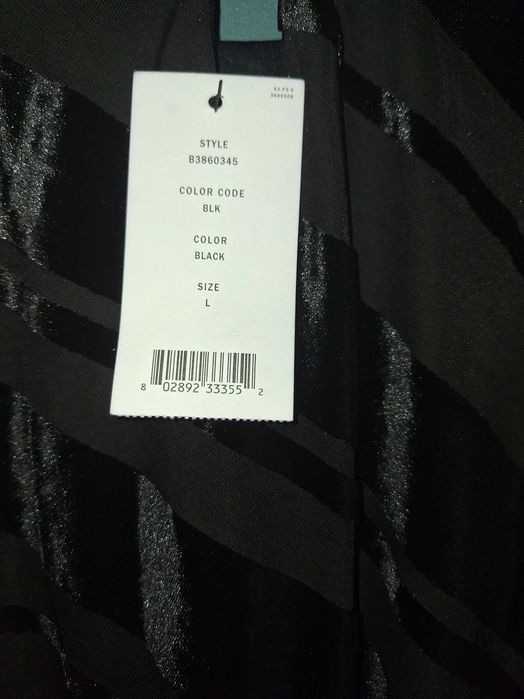 STYLE
B3860345
COLOR CODE
BLK
COLOR
BLACK
SIZE
L
8 02892 33355 2